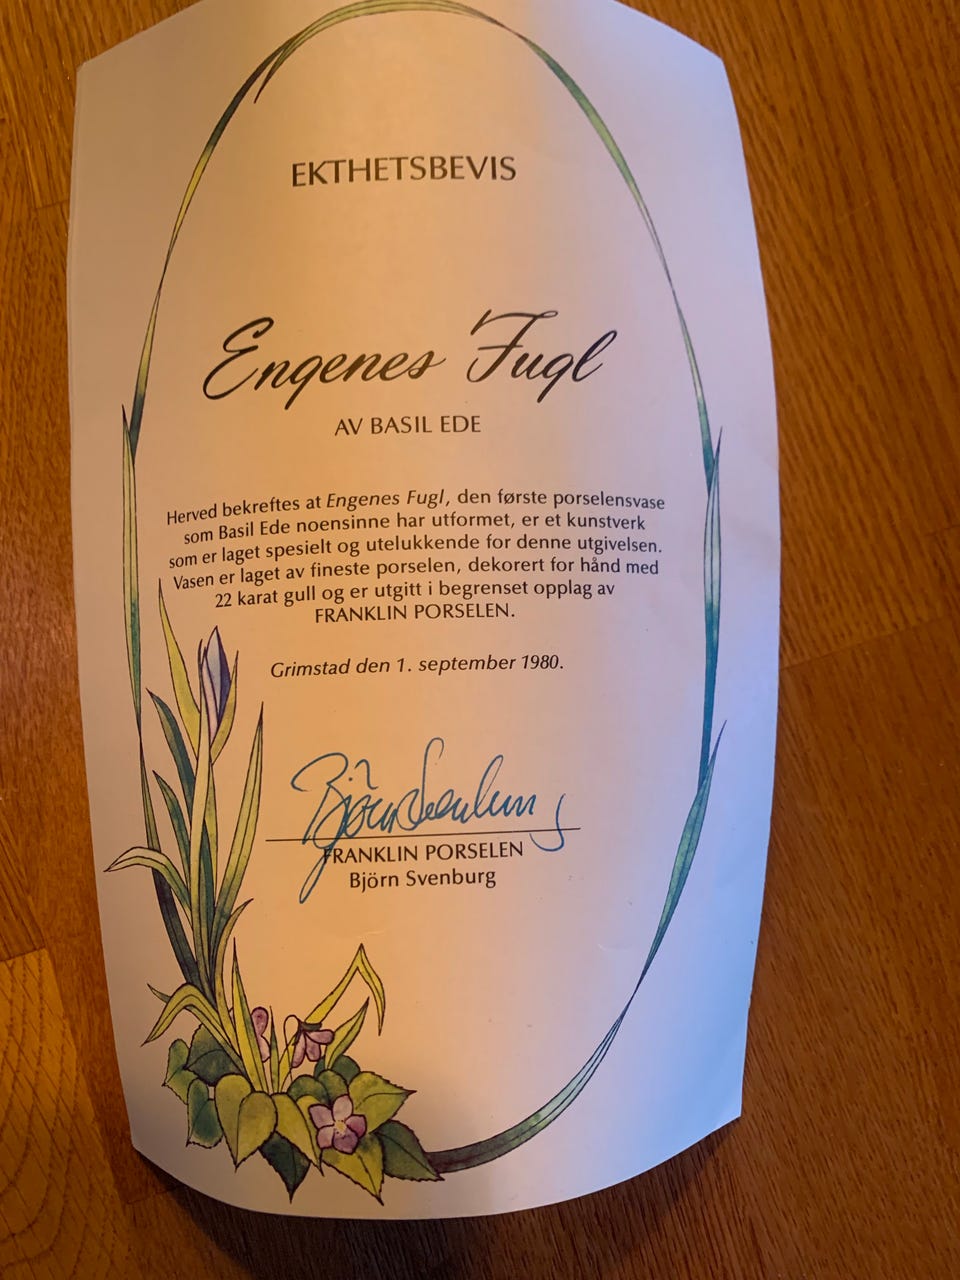 EKTHETSBEVIS
Engenes Fugl
AV BASIL EDE
Herved bekreftes at Engenes Fugl, den første porselensvase
som Basil Ede noensinne har utformet, er et kunstverk
som er laget spesielt og utelukkende for denne utgivelsen.
Vasen er laget av fineste porselen, dekorert for hånd med
22 karat gull og er utgitt i begrenset opplag av
FRANKLIN PORSELEN.
Grimstad den 1. september 1980.
Björn Svenburg
FRANKLIN PORSELEN
Björn Svenburg